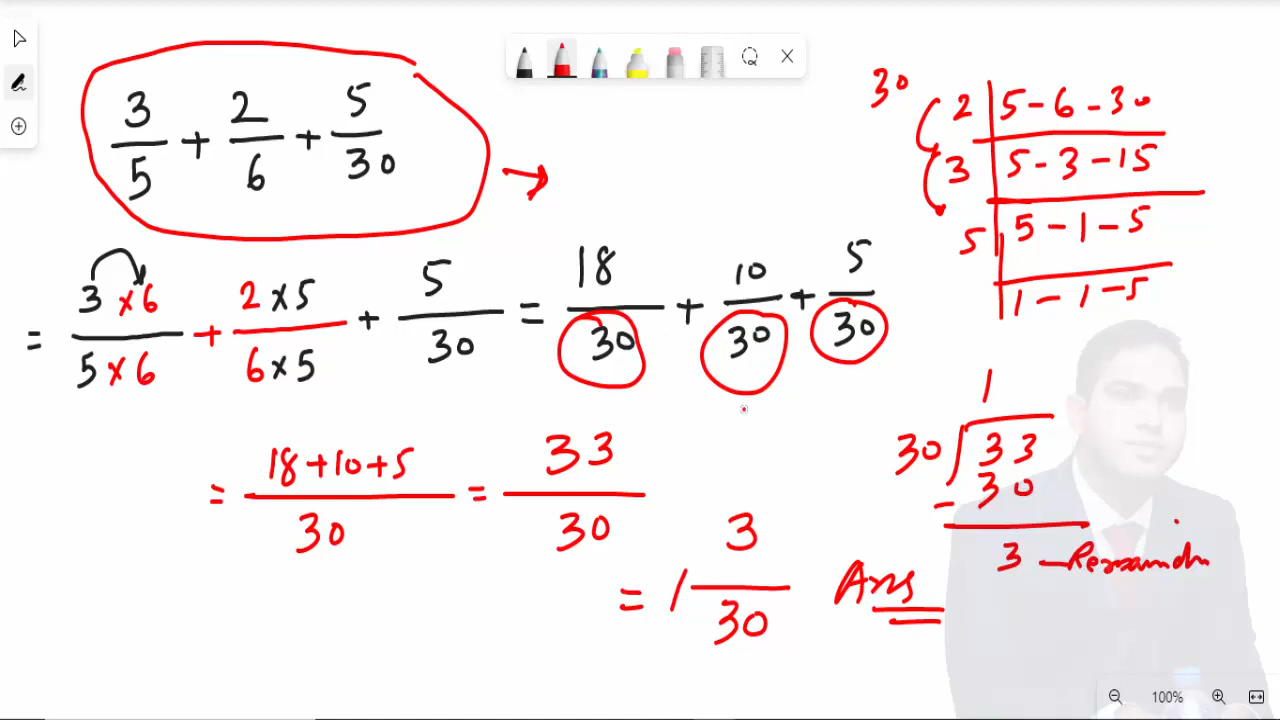 3/5 + 2/6 + 5/30 →
= 3×6/5×6 + 2×5/6×5 + 5/30 = 18/30 + 10/30 + 5/30
= 18+10+5/30 = 33/30
= 1 3/30 Ans
30
2 | 5 - 6 - 30
3 | 5 - 3 - 15
5 | 5 - 1 - 5
1 - 1 - 5
1
30 √33
- 30
3 —
100%